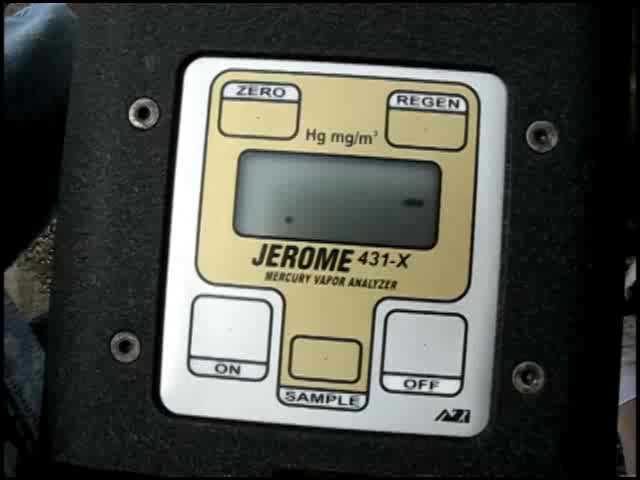 ZERO
REGEN
Hg mg/m³
JEROME 431-X
MERCURY VAPOR ANALYZER
ON
SAMPLE
OFF
AZI